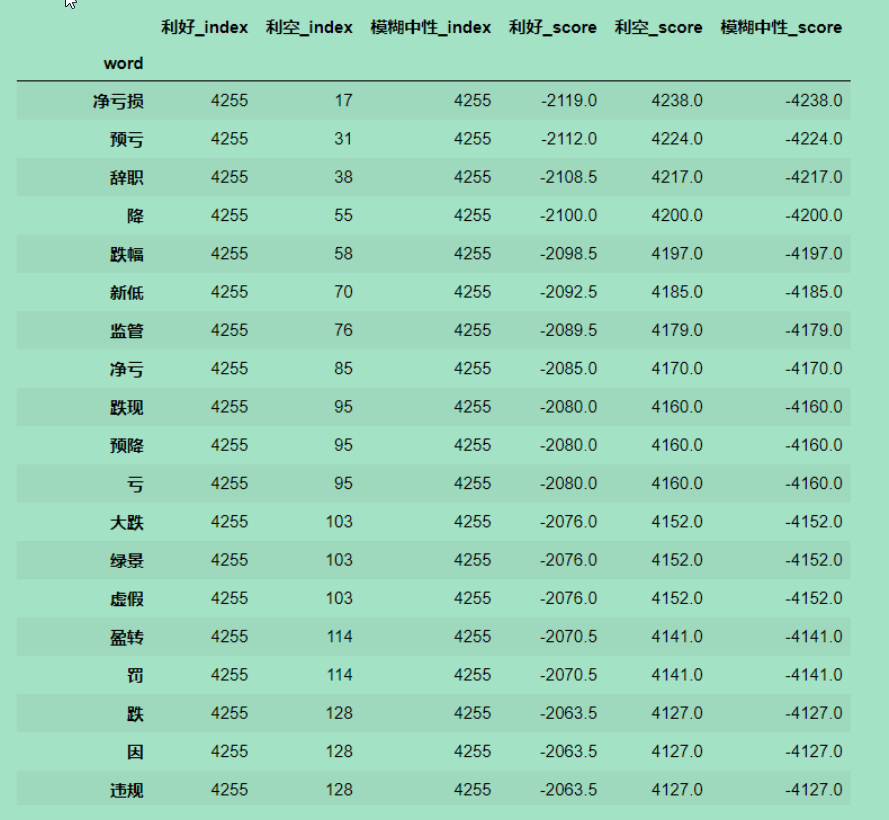 利好_index 利空_index 模糊中性_index 利好_score 利空_score 模糊中性_score
word
净亏损 4255 17 4255 -2119.0 4238.0 -4238.0
预亏 4255 31 4255 -2112.0 4224.0 -4224.0
辞职 4255 38 4255 -2108.5 4217.0 -4217.0
降 4255 55 4255 -2100.0 4200.0 -4200.0
跌幅 4255 58 4255 -2098.5 4197.0 -4197.0
新低 4255 70 4255 -2092.5 4185.0 -4185.0
监管 4255 76 4255 -2089.5 4179.0 -4179.0
净亏 4255 85 4255 -2085.0 4170.0 -4170.0
跌现 4255 95 4255 -2080.0 4160.0 -4160.0
预降 4255 95 4255 -2080.0 4160.0 -4160.0
亏 4255 95 4255 -2080.0 4160.0 -4160.0
大跌 4255 103 4255 -2076.0 4152.0 -4152.0
绿景 4255 103 4255 -2076.0 4152.0 -4152.0
虚假 4255 103 4255 -2076.0 4152.0 -4152.0
盈转 4255 114 4255 -2070.5 4141.0 -4141.0
罚 4255 114 4255 -2070.5 4141.0 -4141.0
跌 4255 128 4255 -2063.5 4127.0 -4127.0
因 4255 128 4255 -2063.5 4127.0 -4127.0
违规 4255 128 4255 -2063.5 4127.0 -4127.0